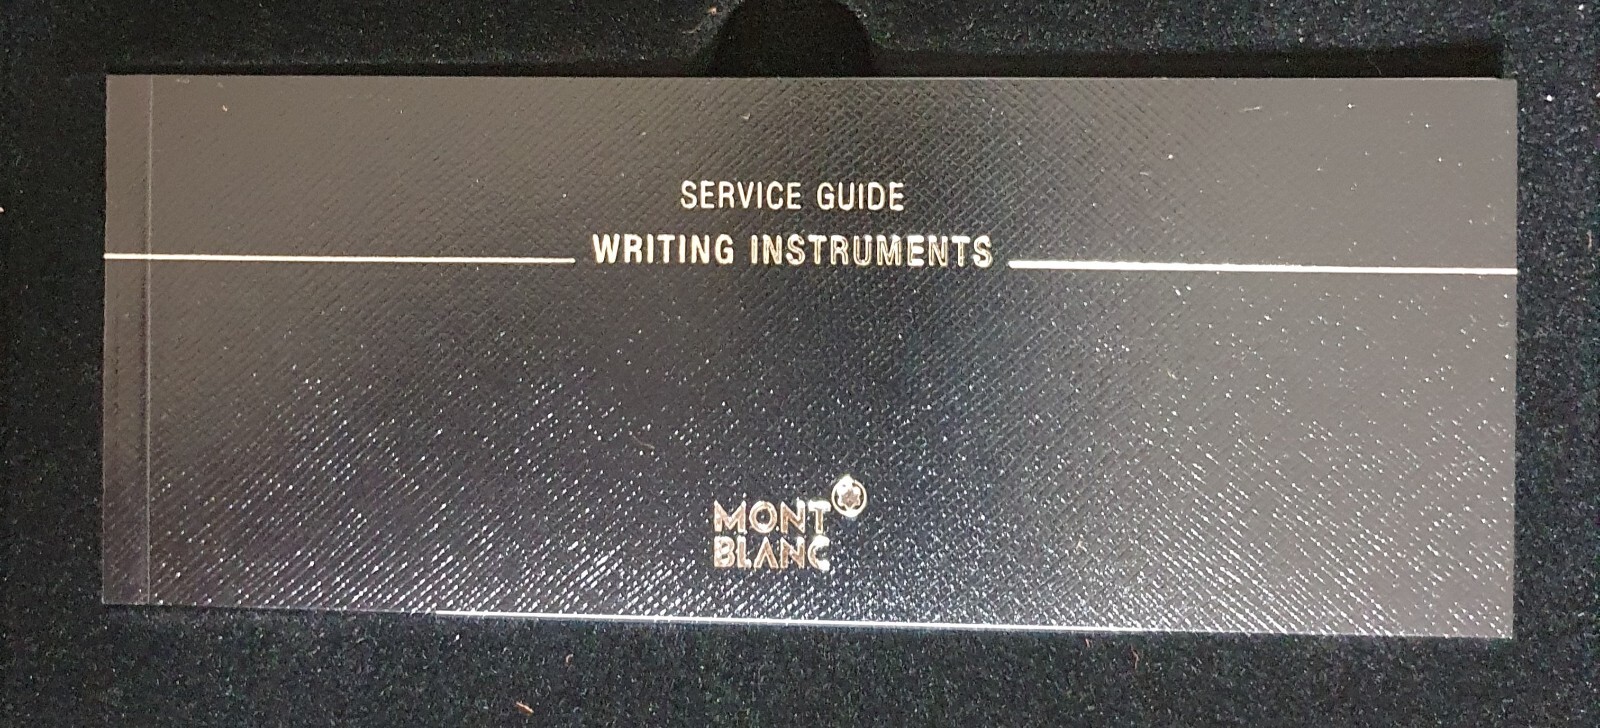 SERVICE GUIDE
WRITING INSTRUMENTS
MONT
BLANC